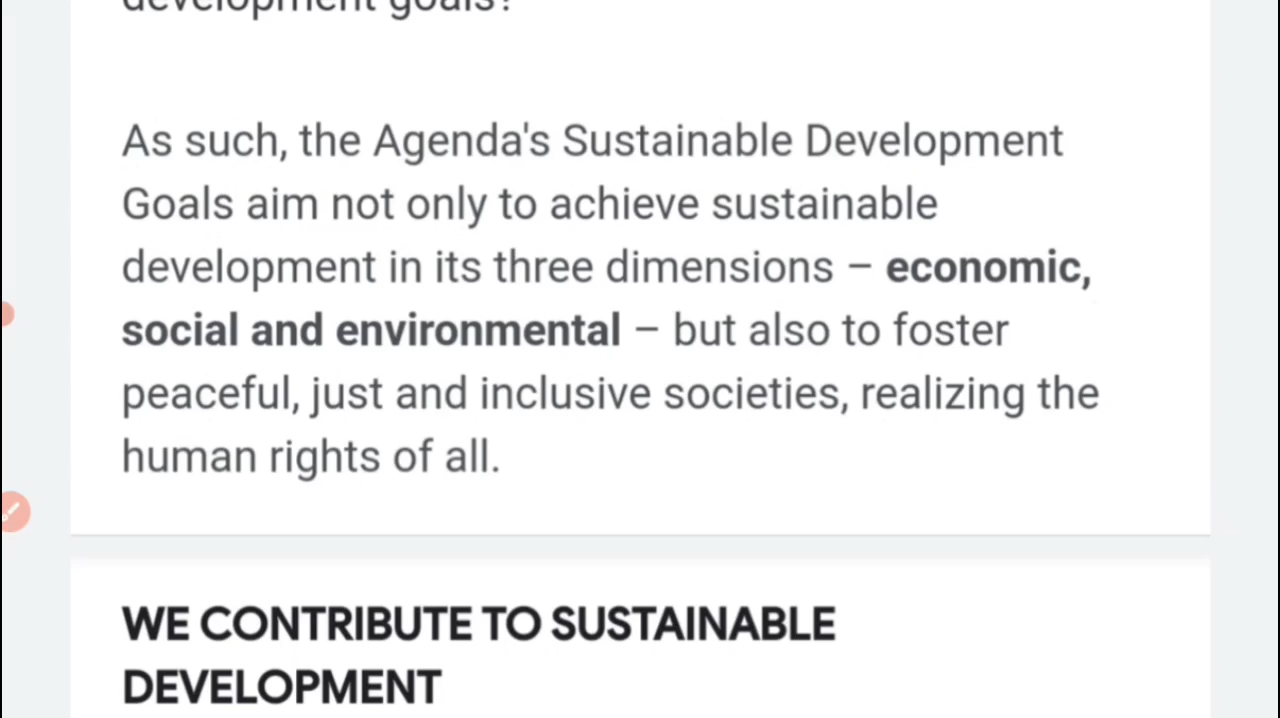 development goals?
As such, the Agenda's Sustainable Development
Goals aim not only to achieve sustainable
development in its three dimensions – economic,
social and environmental – but also to foster
peaceful, just and inclusive societies, realizing the
human rights of all.
WE CONTRIBUTE TO SUSTAINABLE
DEVELOPMENT